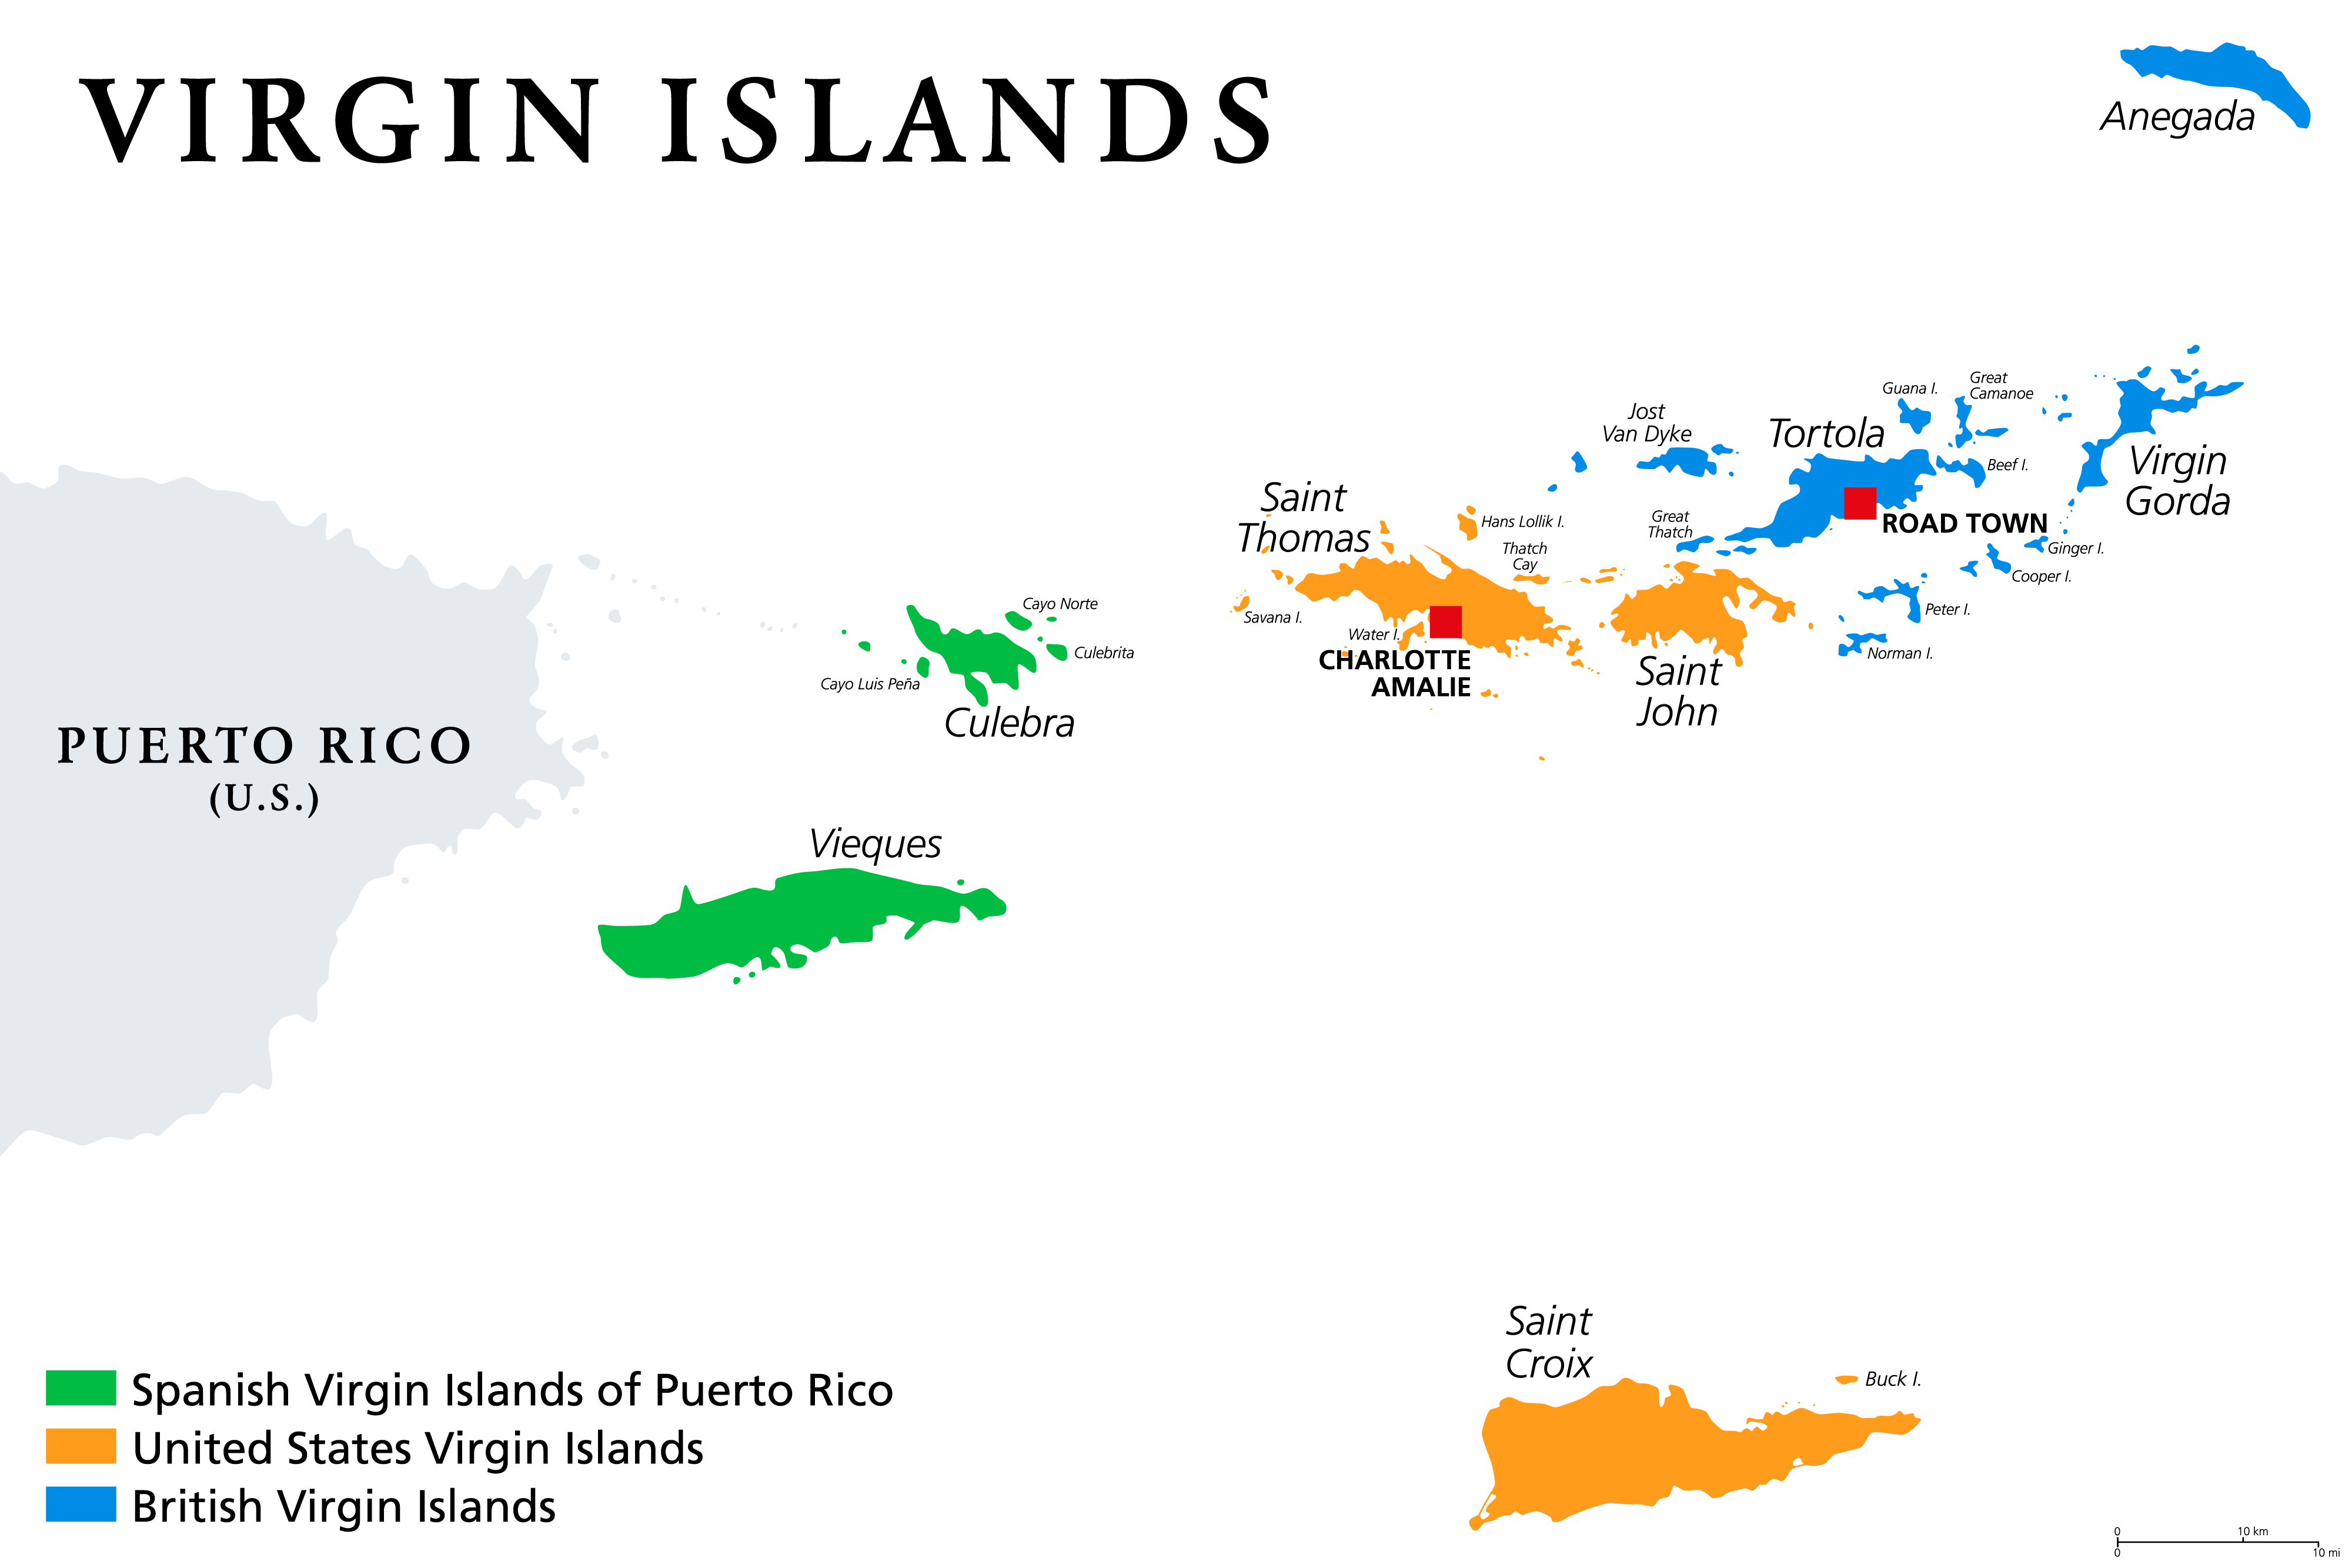 VIRGIN ISLANDS
Anegada
Guana I.
Great
Camanoe
Jost
Van Dyke
Tortola
Beef I.
Virgin
Gorda
Saint
Thomas
Hans Lollik I.
Great
Thatch
ROAD TOWN
Thatch
Cay
Ginger I.
Cooper I.
Cayo Norte
Savana I.
Peter I.
Water I.
Culebrita
Norman I.
CHARLOTTE
AMALIE
Cayo Luis Peña
Saint
John
Culebra
PUERTO RICO
(U.S.)
Vieques
Saint
Croix
Buck I.
Spanish Virgin Islands of Puerto Rico
United States Virgin Islands
British Virgin Islands
0 10 km
0 10 mi